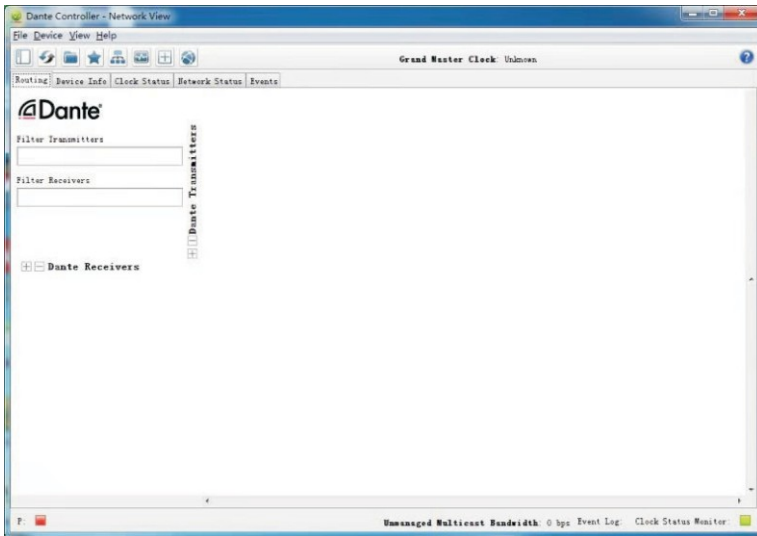 Dante Controller - Network View
File Device View Help
Grand Master Clock: Unknown
Routing Device Info Clock Status Network Status Events
Dante
Filter Transmitters
Filter Receivers
Dante Transmitters
Dante Receivers
P:
Unmanaged Multicast Bandwidth: 0 bps Event Log: Clock Status Monitor: